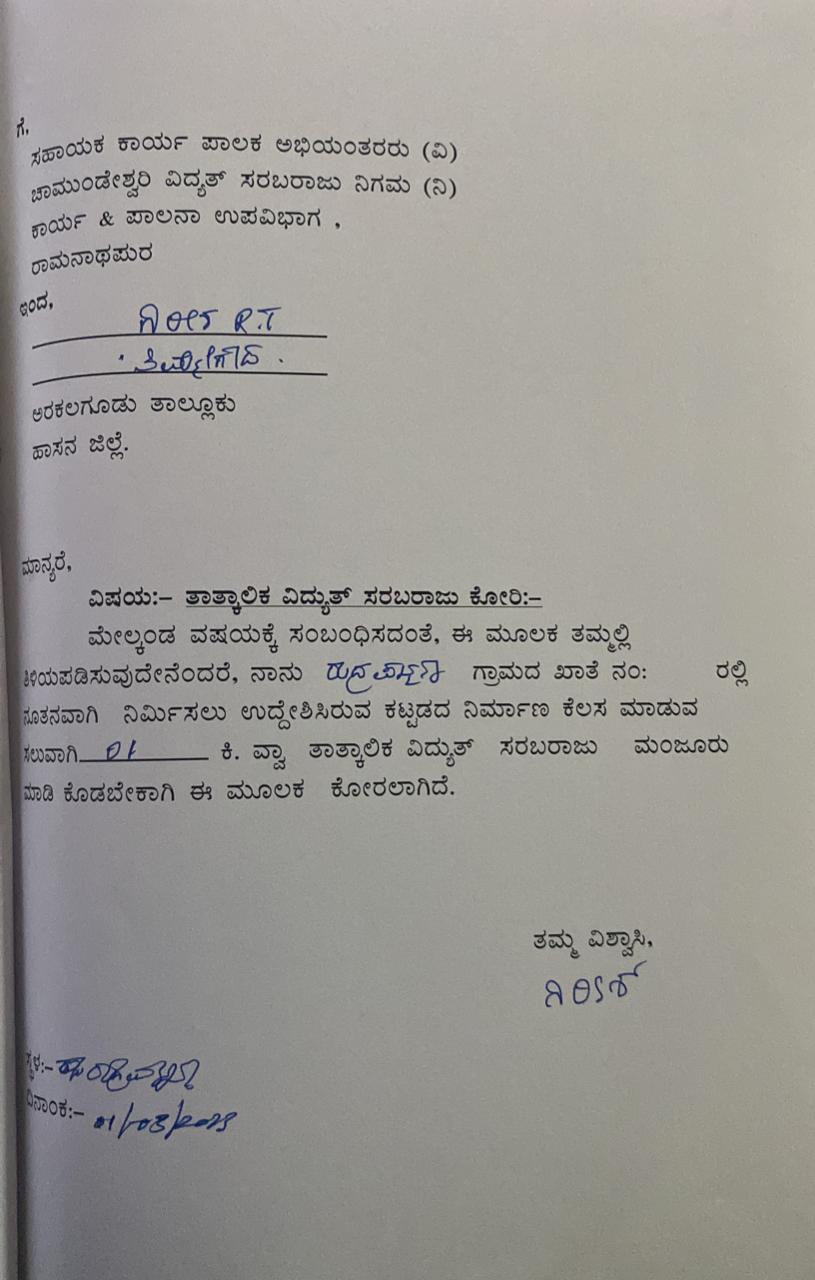 ಗೆ,
ಸಹಾಯಕ ಕಾರ್ಯ ಪಾಲಕ ಅಭಿಯಂತರರು (ವಿ)
ಚಾಮುಂಡೇಶ್ವರಿ ವಿದ್ಯತ್ ಸರಬರಾಜು ನಿಗಮ (ನಿ)
ಕಾರ್ಯ & ಪಾಲನಾ ಉಪವಿಭಾಗ ,
ರಾಮನಾಥಪುರ
ಇಂದ,
R.T
ಅರಕಲಗೂಡು ತಾಲ್ಲೂಕು
ಹಾಸನ ಜಿಲ್ಲೆ.
ಮಾನ್ಯರೆ,
ವಿಷಯ:– ತಾತ್ಕಾಲಿಕ ವಿದ್ಯುತ್ ಸರಬರಾಜು ಕೋರಿ:–
ಮೇಲ್ಕಂಡ ವಷಯಕ್ಕೆ ಸಂಬಂಧಿಸದಂತೆ, ಈ ಮೂಲಕ ತಮ್ಮಲ್ಲಿ
ತಿಳಿಯಪಡಿಸುವುದೇನೆಂದರೆ, ನಾನು ಗ್ರಾಮದ ಖಾತೆ ನಂ: ರಲ್ಲಿ
ನೂತನವಾಗಿ ನಿರ್ಮಿಸಲು ಉದ್ದೇಶಿಸಿರುವ ಕಟ್ಟಡದ ನಿರ್ಮಾಣ ಕೆಲಸ ಮಾಡುವ
ಸಲುವಾಗಿ 01 ಕಿ. ವ್ಯಾ ತಾತ್ಕಾಲಿಕ ವಿದ್ಯುತ್ ಸರಬರಾಜು ಮಂಜೂರು
ಮಾಡಿ ಕೊಡಬೇಕಾಗಿ ಈ ಮೂಲಕ ಕೋರಲಾಗಿದೆ.
ತಮ್ಮ ವಿಶ್ವಾಸಿ,
ಗಿರೀಶ್
ಸ್ಥಳ:–
ದಿನಾಂಕ:–